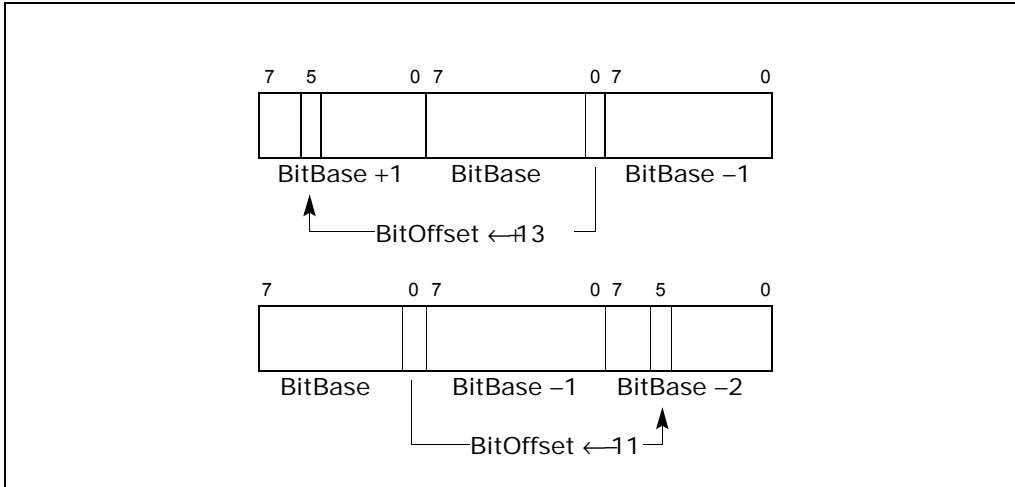 7 5 0 7 0 7 0
BitBase +1 BitBase BitBase −1
BitOffset ←+13
7 0 7 0 7 5 0
BitBase BitBase −1 BitBase −2
BitOffset ←−11